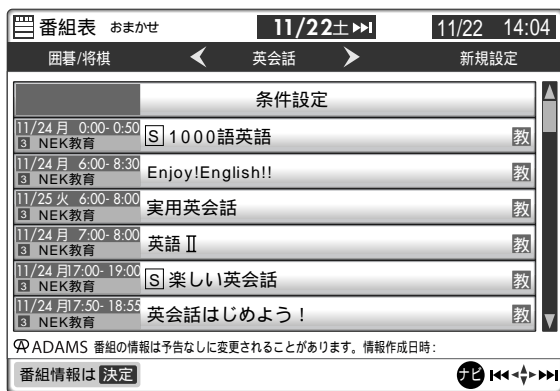 番組表 おまかせ 11/22土 11/22 14:04
囲碁/将棋 英会話 新規設定
条件設定
11/24 月 0:00- 0:50
3 NEK教育
S 1000語英語 教
11/24 月 6:00- 8:30
3 NEK教育
Enjoy!English!! 教
11/25 火 6:00- 8:00
3 NEK教育
実用英会話 教
11/24 月 7:00- 8:00
3 NEK教育
英語Ⅱ 教
11/24 月17:00- 19:00
3 NEK教育
S 楽しい英会話 教
11/24 月17:50- 18:55
3 NEK教育
英会話はじめよう！ 教
ADAMS 番組の情報は予告なしに変更されることがあります。情報作成日時：
番組情報は 決定 ナビ